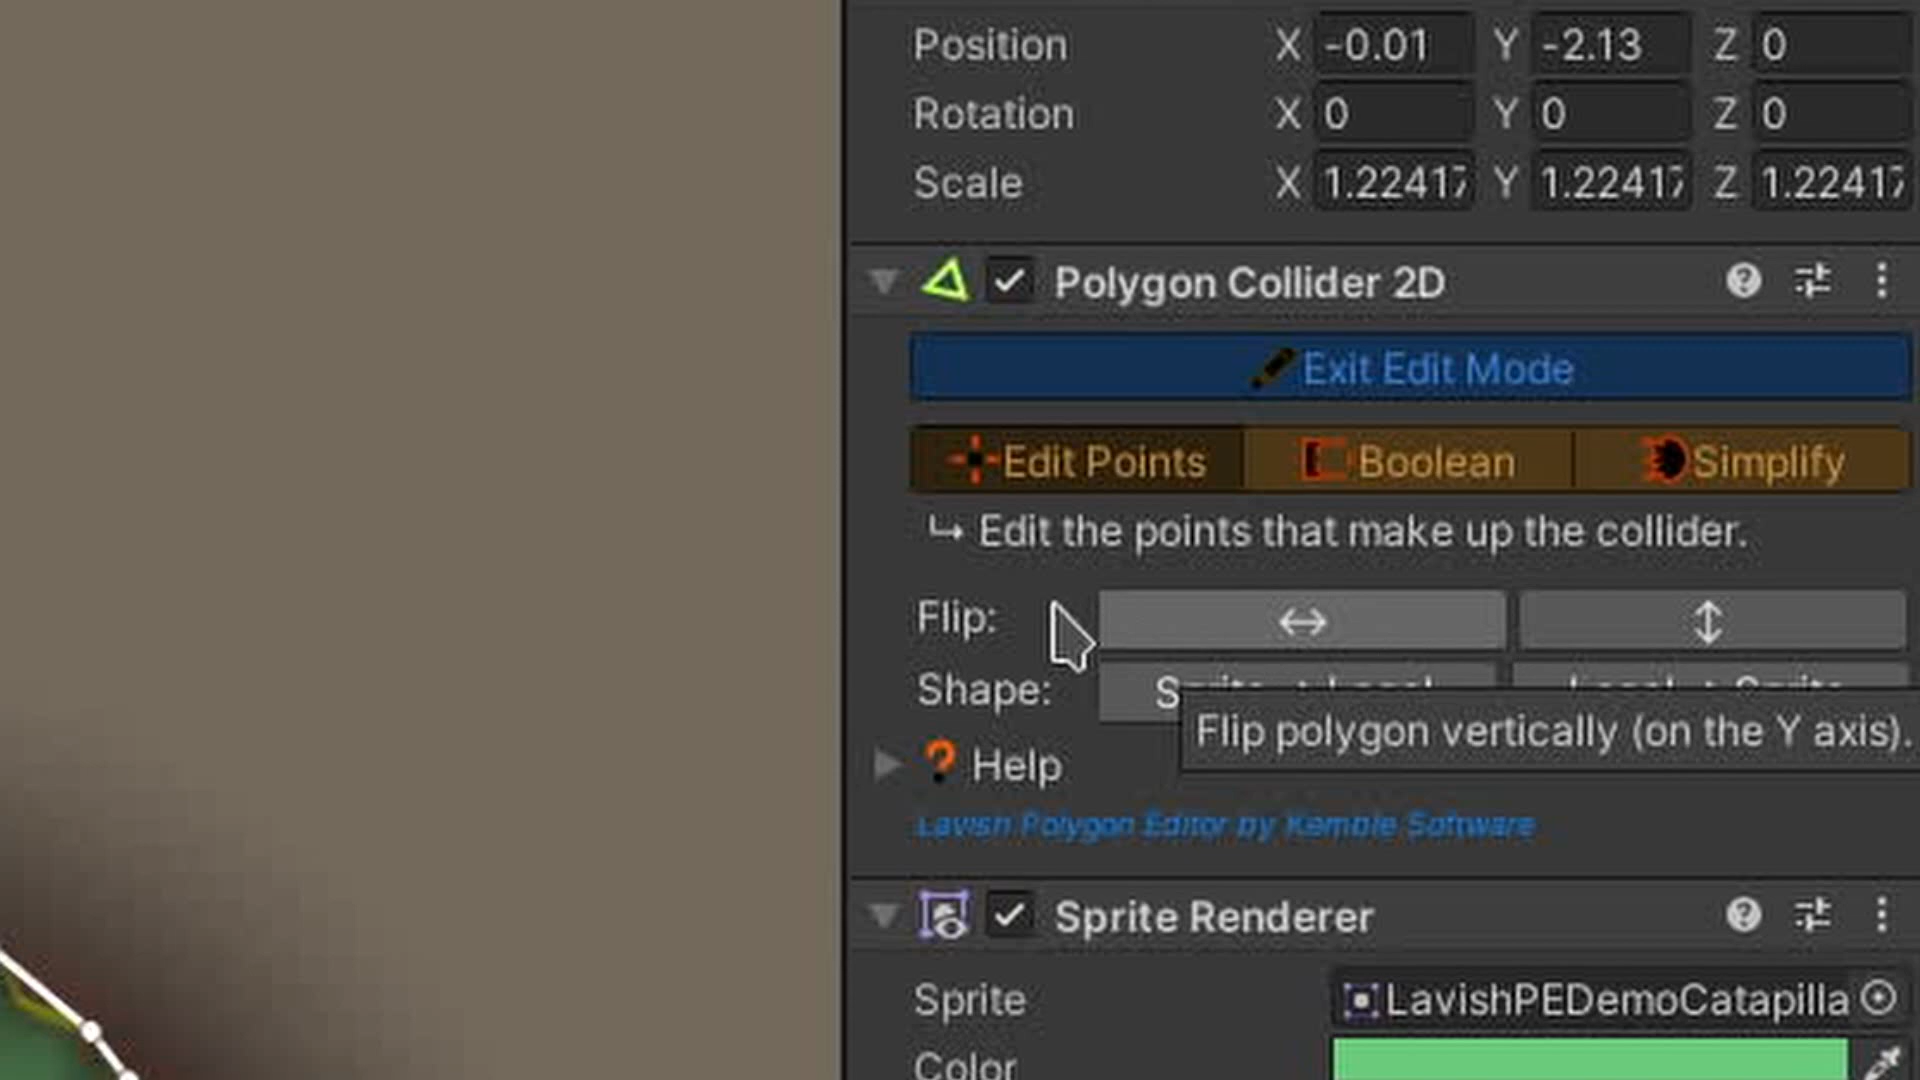 Position X -0.01 Y -2.13 Z 0
Rotation X 0 Y 0 Z 0
Scale X 1.22417 Y 1.22417 Z 1.22417
Polygon Collider 2D
Exit Edit Mode
Edit Points Boolean Simplify
↳ Edit the points that make up the collider.
Flip: ↔ ↕
Shape:
Flip polygon vertically (on the Y axis).
? Help
Lavish Polygon Editor by Kemble Software
Sprite Renderer
Sprite LavishPEDemoCatapilla
Color